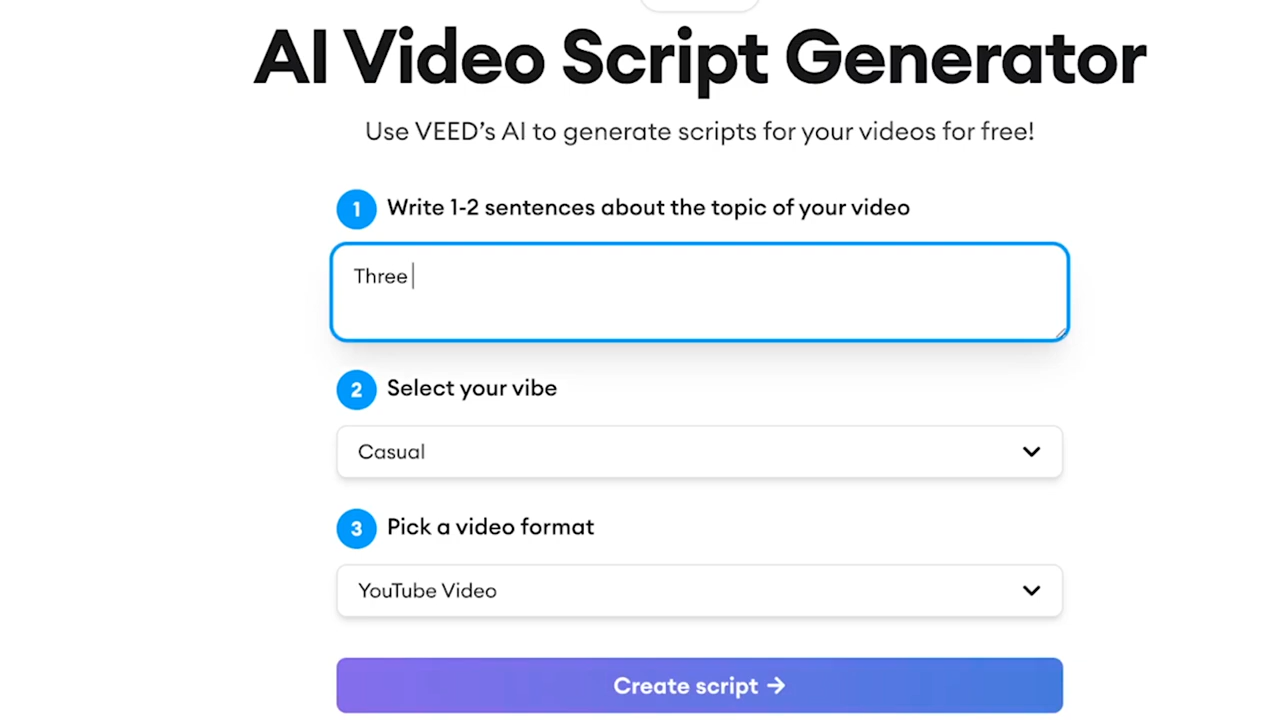 AI Video Script Generator
Use VEED's AI to generate scripts for your videos for free!
1 Write 1-2 sentences about the topic of your video
Three
2 Select your vibe
Casual
3 Pick a video format
YouTube Video
Create script →